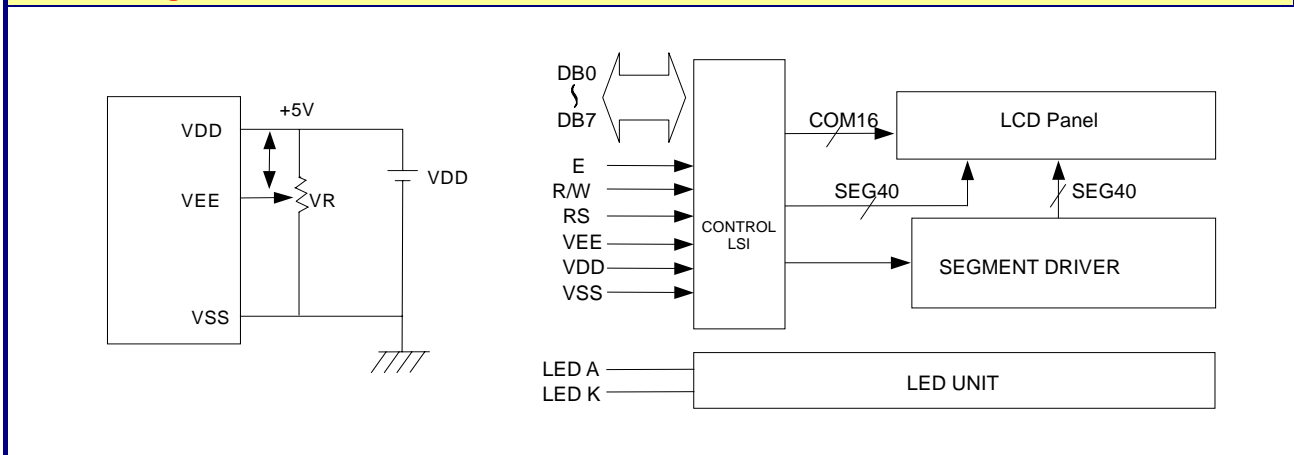 +5V
VDD
VEE
VR
VDD
VSS
DB0
DB7
E
R/W
RS
VEE
VDD
VSS
CONTROL
LSI
COM16
SEG40
LCD Panel
SEG40
SEGMENT DRIVER
LED A
LED K
LED UNIT